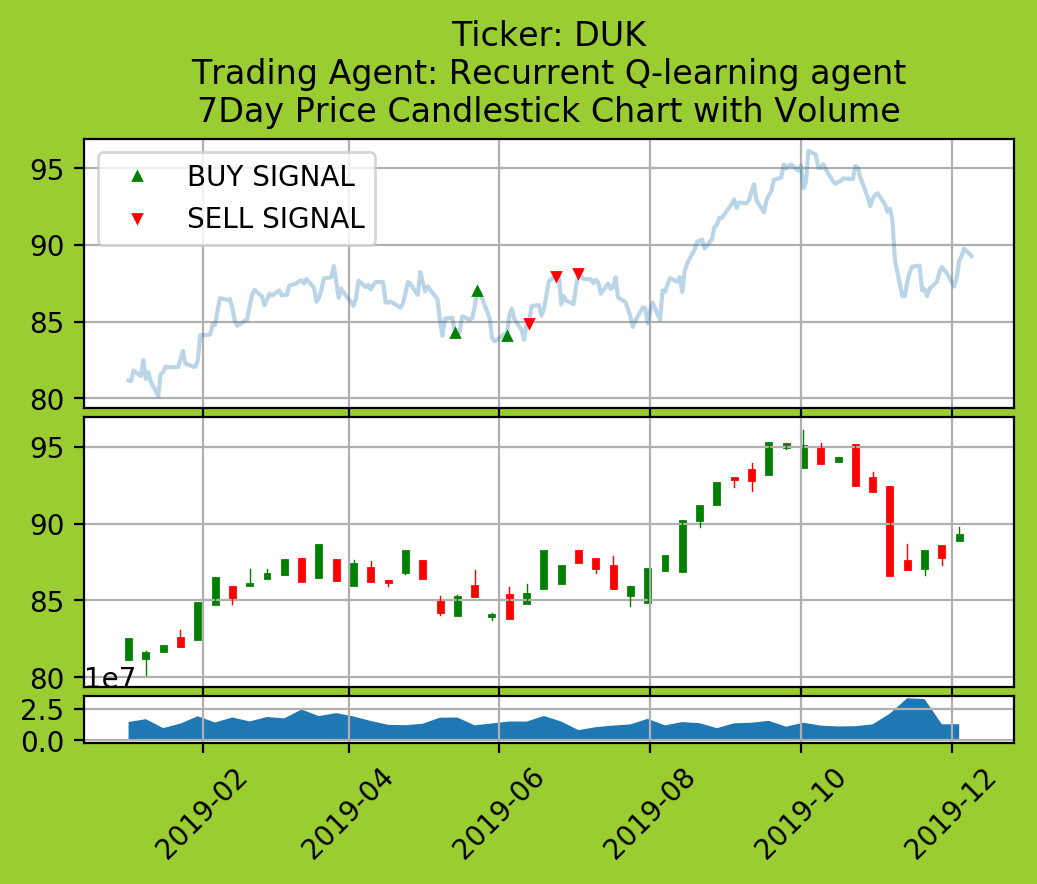 Ticker: DUK
Trading Agent: Recurrent Q-learning agent
7Day Price Candlestick Chart with Volume
BUY SIGNAL
SELL SIGNAL
95
90
85
80
95
90
85
80
1e7
2.5
0.0
2019-02
2019-04
2019-06
2019-08
2019-10
2019-12